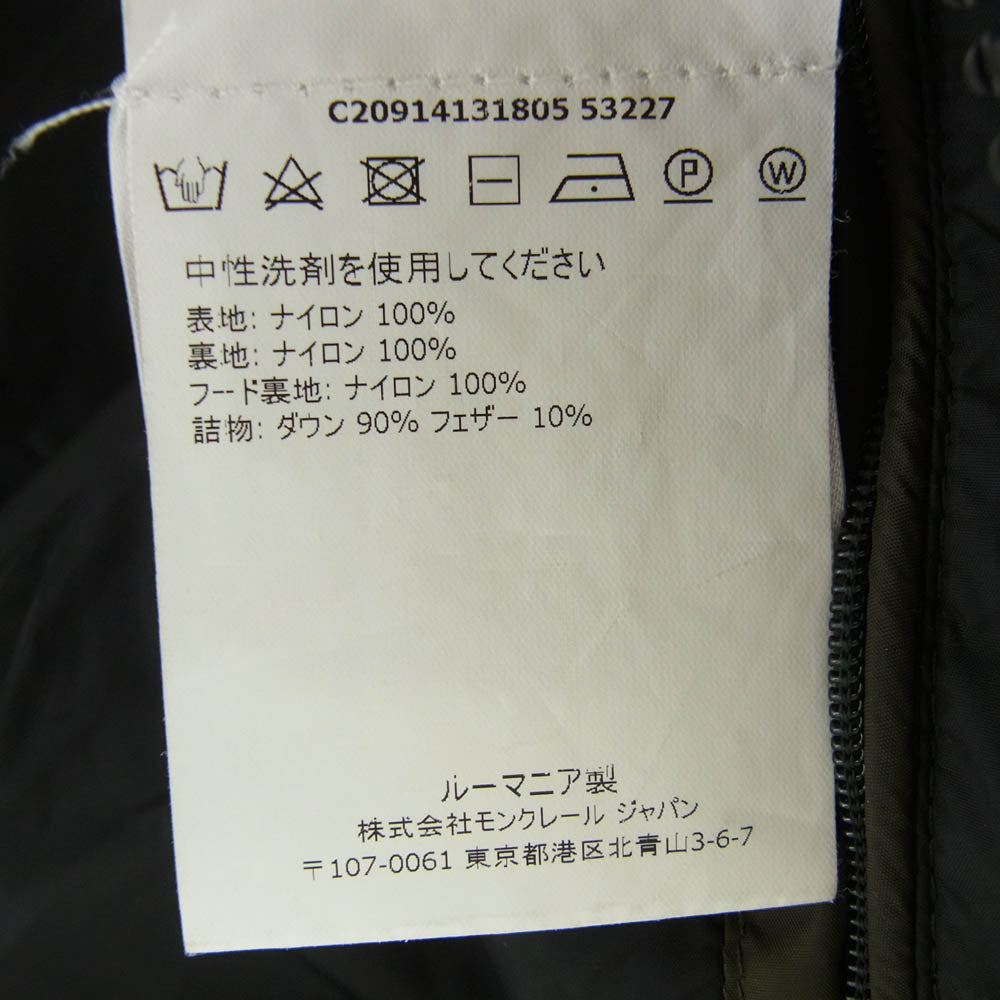 C20914131805 53227
P W
中性洗剤を使用してください
表地: ナイロン 100%
裏地: ナイロン 100%
フード裏地: ナイロン 100%
詰物: ダウン 90% フェザー 10%
ルーマニア製
株式会社モンクレール ジャパン
〒107-0061 東京都港区北青山3-6-7